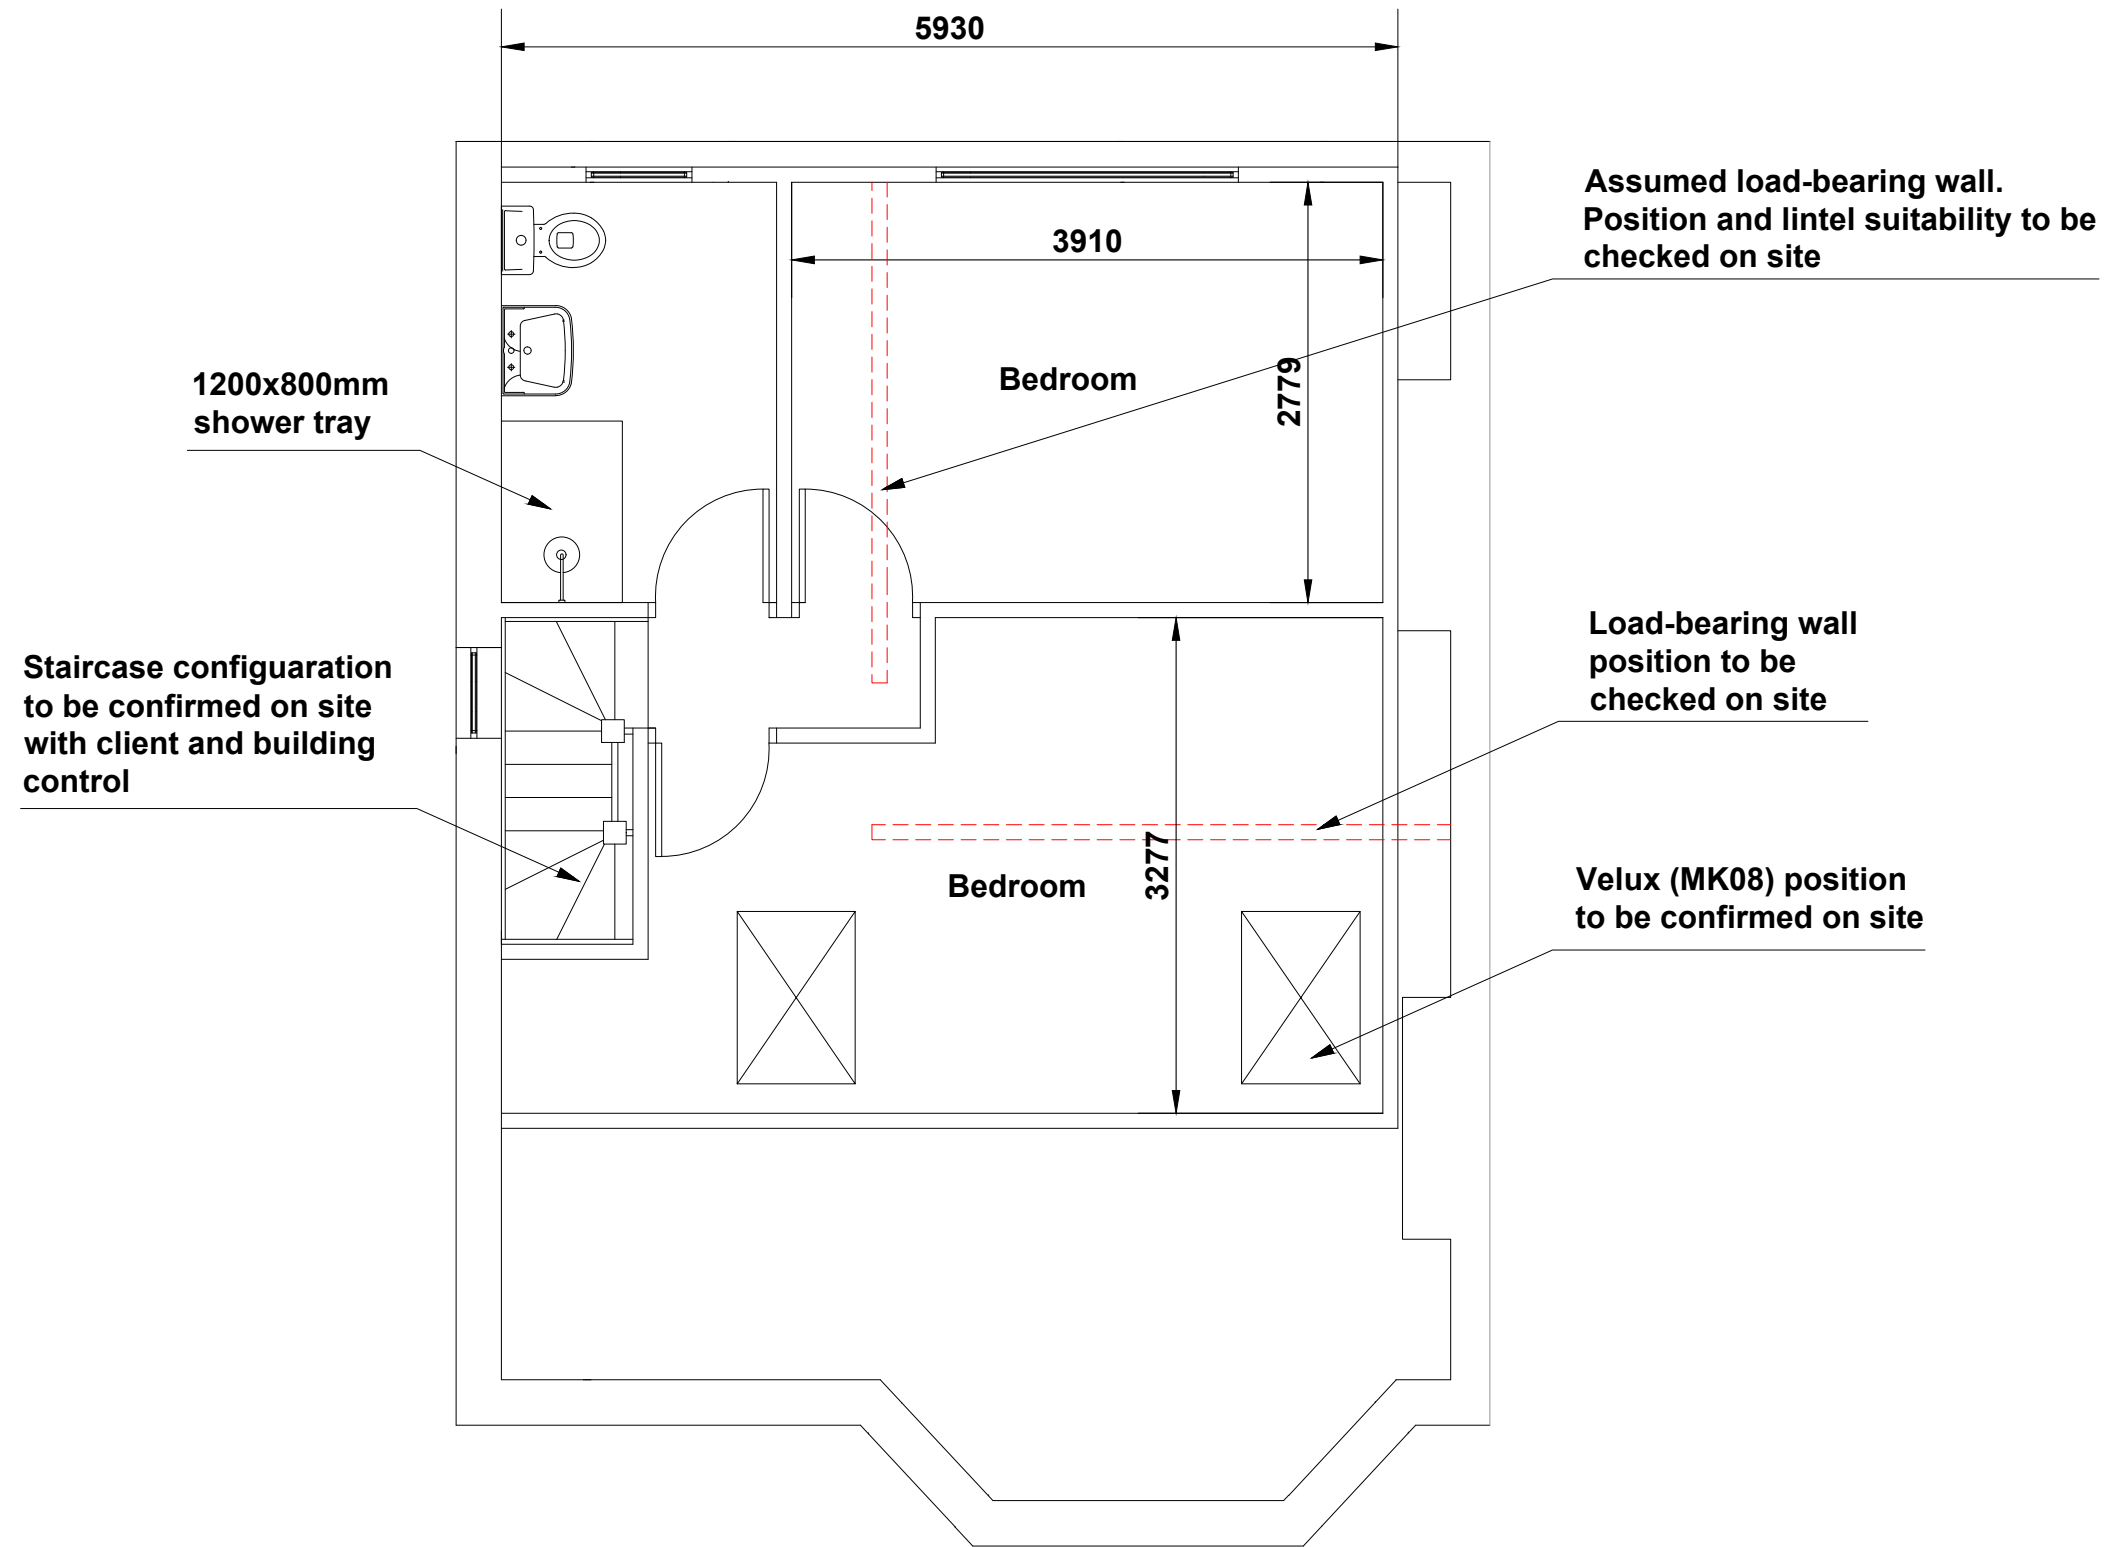 5930
Assumed load-bearing wall.
Position and lintel suitability to be
checked on site
3910
Bedroom
2779
1200x800mm
shower tray
Load-bearing wall
position to be
checked on site
Staircase configuaration
to be confirmed on site
with client and building
control
3277
Bedroom
Velux (MK08) position
to be confirmed on site